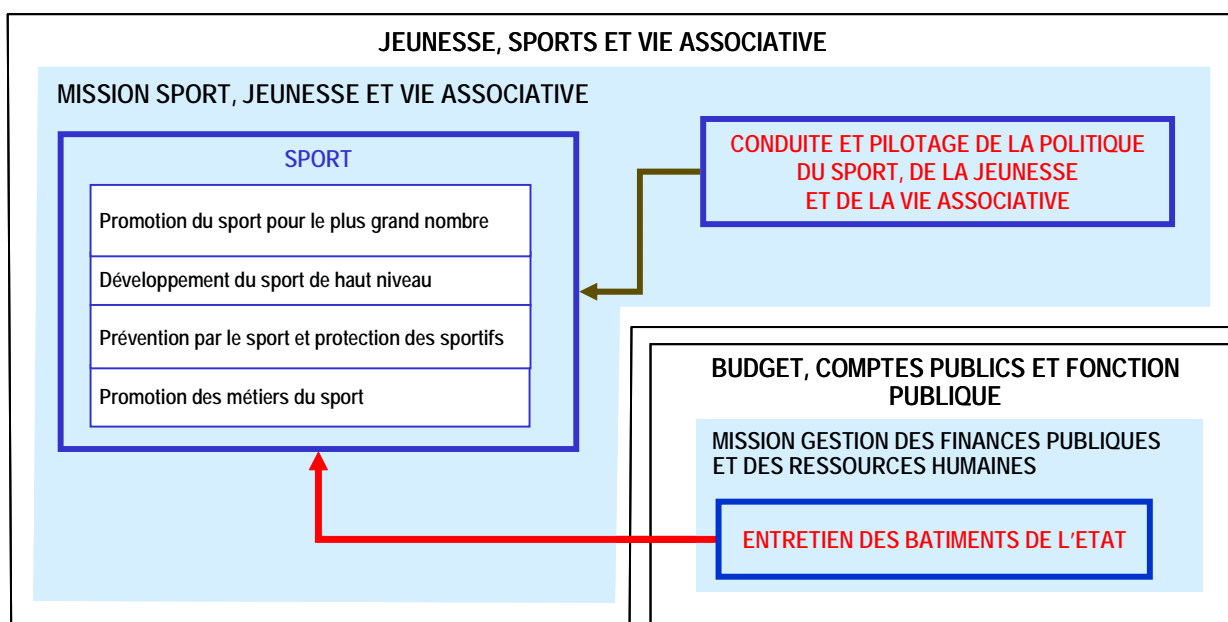 JEUNESSE, SPORTS ET VIE ASSOCIATIVE
MISSION SPORT, JEUNESSE ET VIE ASSOCIATIVE
SPORT
Promotion du sport pour le plus grand nombre
Développement du sport de haut niveau
Prévention par le sport et protection des sportifs
Promotion des métiers du sport
CONDUITE ET PILOTAGE DE LA POLITIQUE
DU SPORT, DE LA JEUNESSE
ET DE LA VIE ASSOCIATIVE
BUDGET, COMPTES PUBLICS ET FONCTION
PUBLIQUE
MISSION GESTION DES FINANCES PUBLIQUES
ET DES RESSOURCES HUMAINES
ENTRETIEN DES BATIMENTS DE L'ETAT